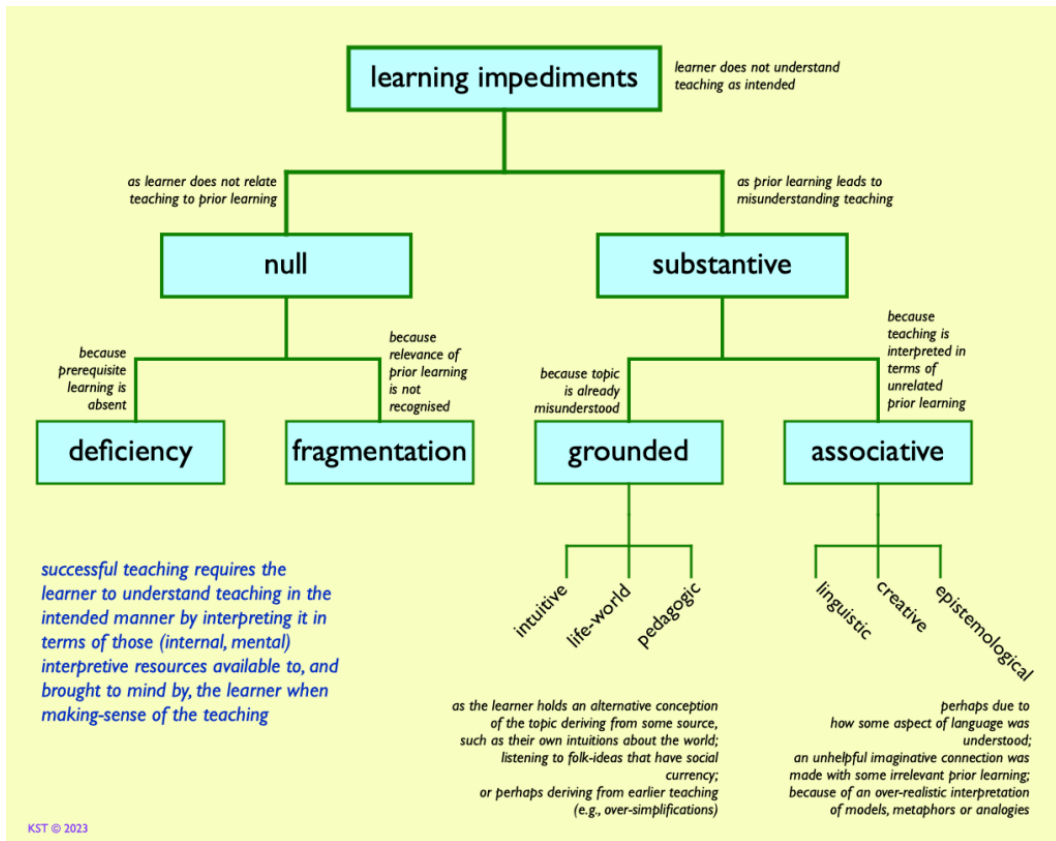 learning impediments
learner does not understand
teaching as intended
as learner does not relate
teaching to prior learning
as prior learning leads to
misunderstanding teaching
null
substantive
because
prerequisite
learning is
absent
because
relevance of
prior learning
is not
recognised
because topic
is already
misunderstood
because
teaching is
interpreted in
terms of
unrelated
prior learning
deficiency
fragmentation
grounded
associative
intuitive
life-world
pedagogic
linguistic
creative
epistemological
successful teaching requires the
learner to understand teaching in the
intended manner by interpreting it in
terms of those (internal, mental)
interpretive resources available to, and
brought to mind by, the learner when
making-sense of the teaching
as the learner holds an alternative conception
of the topic deriving from some source,
such as their own intuitions about the world;
listening to folk-ideas that have social
currency;
or perhaps deriving from earlier teaching
(e.g., over-simplifications)
perhaps due to
how some aspect of language was
understood;
an unhelpful imaginative connection was
made with some irrelevant prior learning;
because of an over-realistic interpretation
of models, metaphors or analogies
KST © 2023